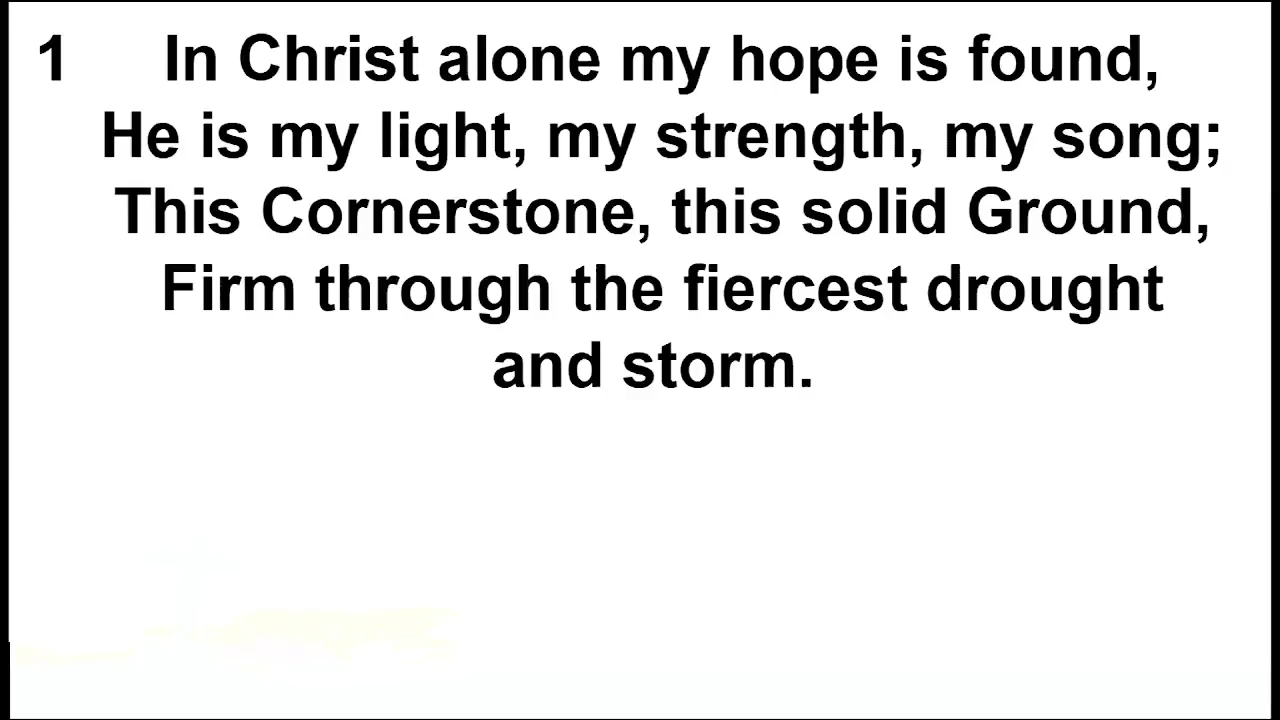 1 In Christ alone my hope is found,
He is my light, my strength, my song;
This Cornerstone, this solid Ground,
Firm through the fiercest drought
and storm.